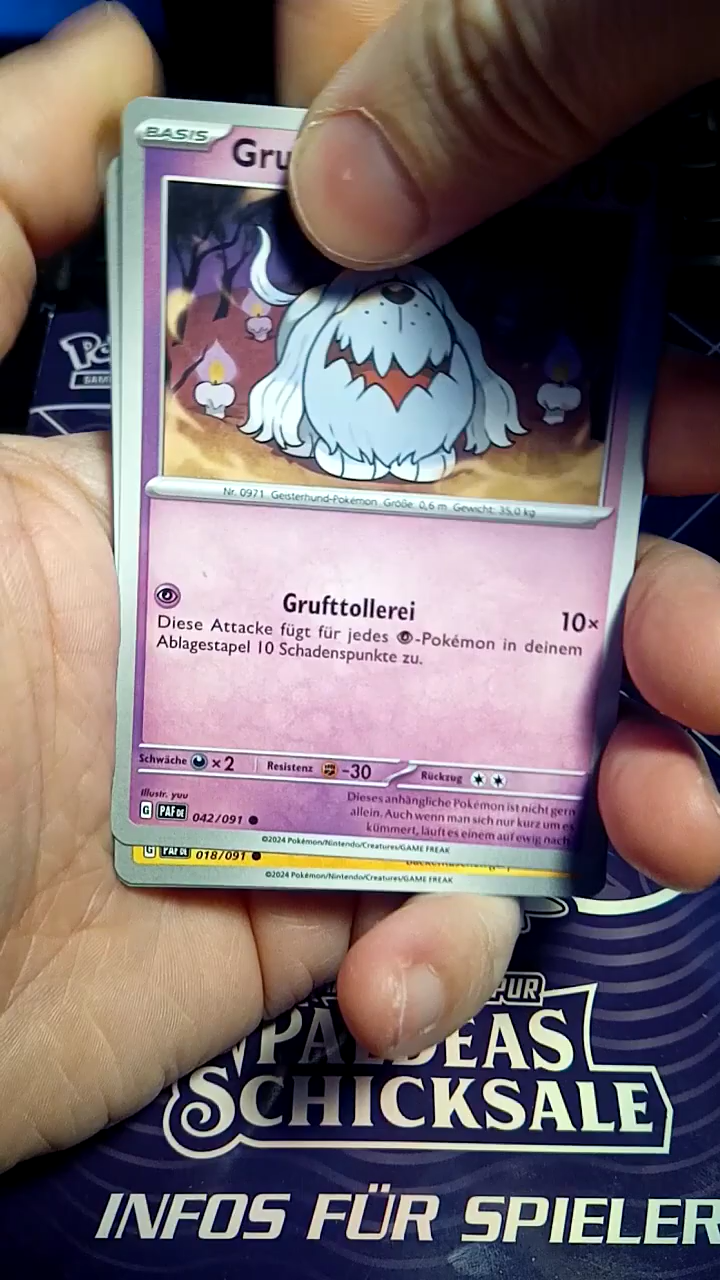 BASIS
Gru
Nr. 0971 Geisterhund-Pokémon Größe: 0,6 m Gewicht: 35,0 kg
Grufttollerei 10×
Diese Attacke fügt für jedes -Pokémon in deinem
Ablagestapel 10 Schadenspunkte zu.
Schwäche ×2 Resistenz -30 Rückzug
Illustr. yuu
Dieses anhängliche Pokémon ist nicht gern
allein. Auch wenn man sich nur kurz um es
kümmert, läuft es einem auf ewig nach.
G PAF DE 042/091
©2024 Pokémon/Nintendo/Creatures/GAME FREAK
G PAF DE 018/091
©2024 Pokémon/Nintendo/Creatures/GAME FREAK
PUR
PALDEAS
SCHICKSALE
INFOS FÜR SPIELER